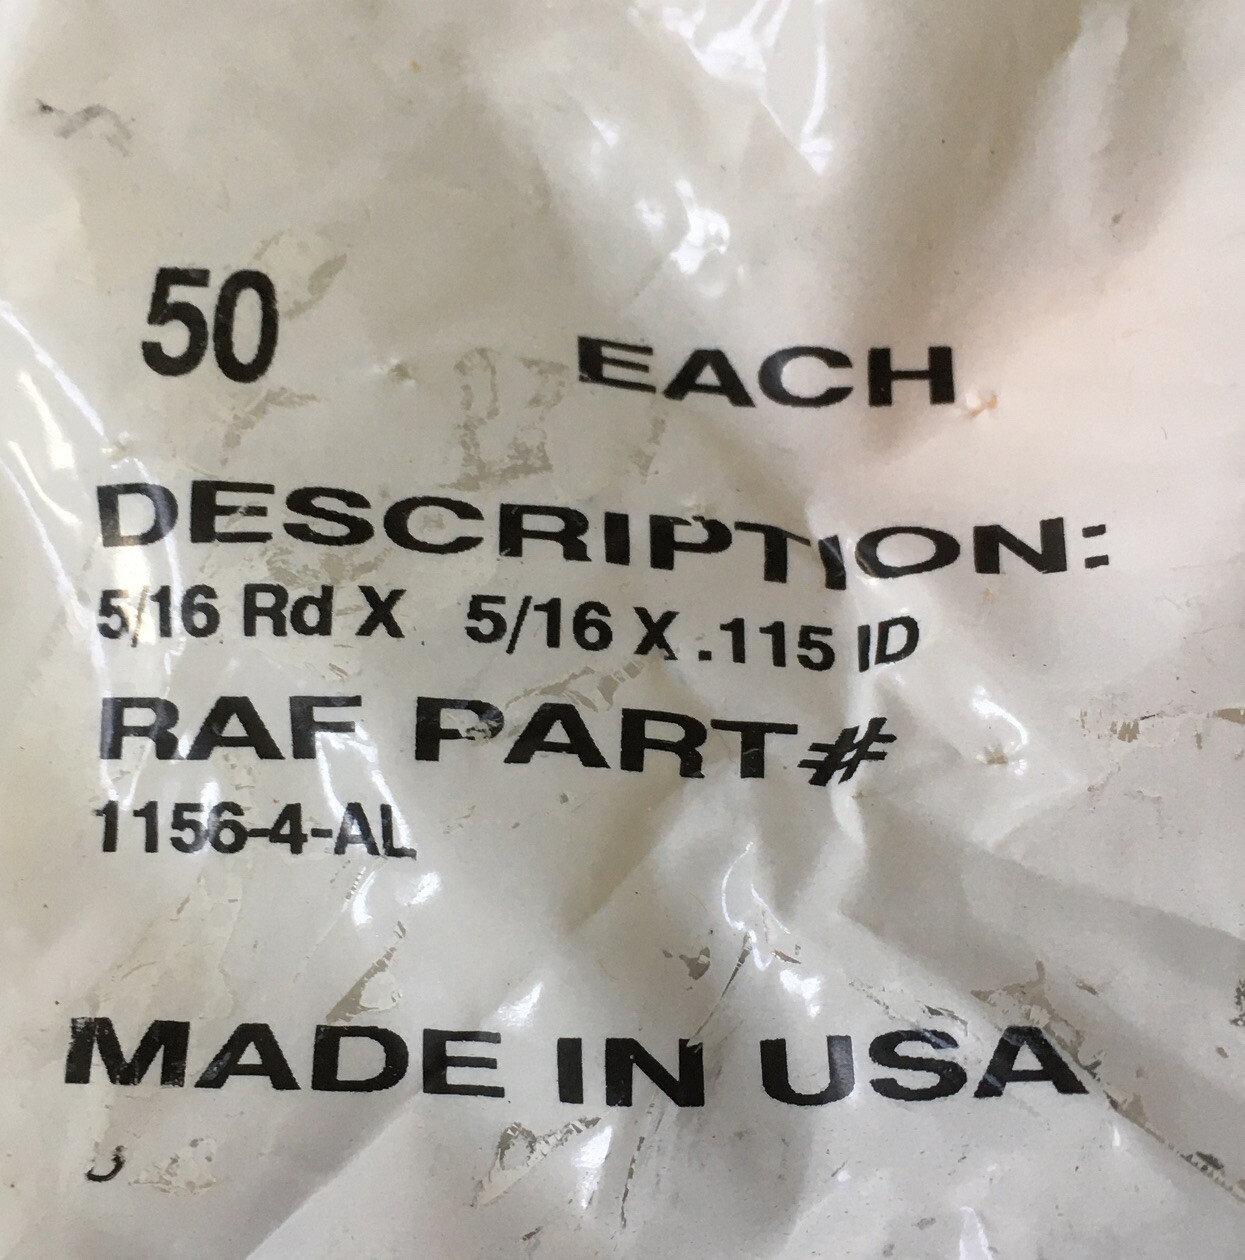 50 EACH
DESCRIPTION:
5/16 Rd X 5/16 X .115 ID
RAF PART#
1156-4-AL
MADE IN USA